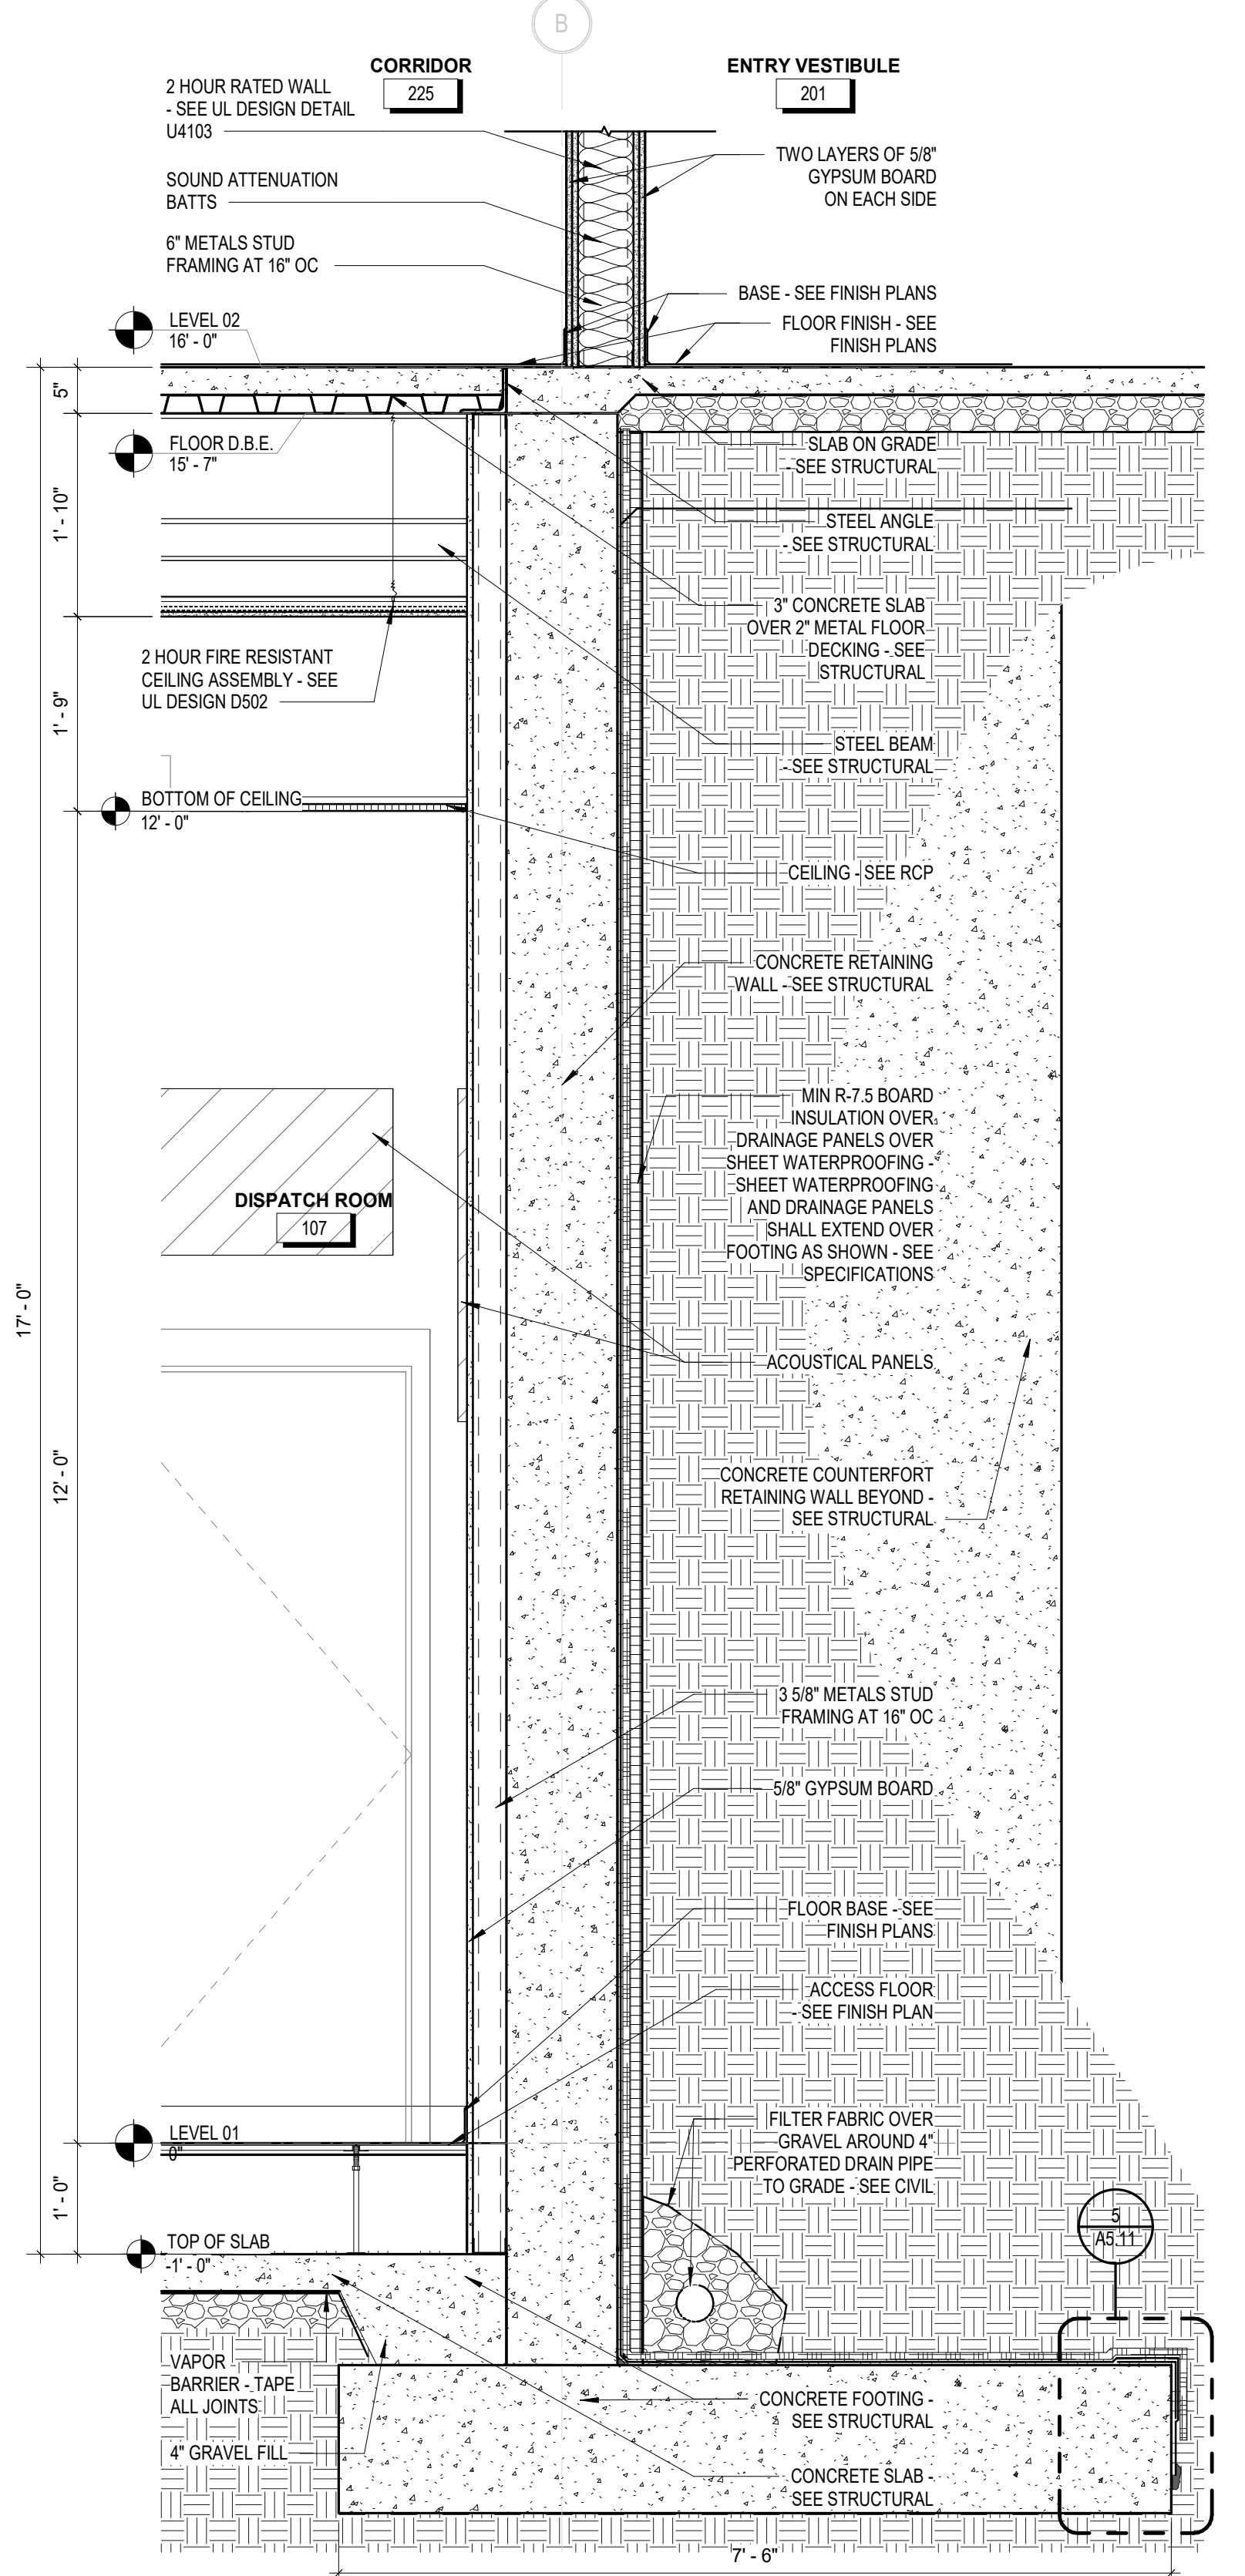 B
CORRIDOR
225
ENTRY VESTIBULE
201
2 HOUR RATED WALL
- SEE UL DESIGN DETAIL
U4103
TWO LAYERS OF 5/8"
GYPSUM BOARD
ON EACH SIDE
SOUND ATTENUATION
BATTS
6" METALS STUD
FRAMING AT 16" OC
BASE - SEE FINISH PLANS
FLOOR FINISH - SEE
FINISH PLANS
LEVEL 02
16' - 0"
5"
FLOOR D.B.E.
15' - 7"
SLAB ON GRADE
- SEE STRUCTURAL
1' - 10"
STEEL ANGLE
- SEE STRUCTURAL
3" CONCRETE SLAB
OVER 2" METAL FLOOR
DECKING - SEE
STRUCTURAL
2 HOUR FIRE RESISTANT
CEILING ASSEMBLY - SEE
UL DESIGN D502
1' - 9"
STEEL BEAM
- SEE STRUCTURAL
BOTTOM OF CEILING
12' - 0"
CEILING - SEE RCP
CONCRETE RETAINING
WALL - SEE STRUCTURAL
MIN R-7.5 BOARD
INSULATION OVER
DRAINAGE PANELS OVER
SHEET WATERPROOFING -
SHEET WATERPROOFING
AND DRAINAGE PANELS
SHALL EXTEND OVER
FOOTING AS SHOWN - SEE
SPECIFICATIONS
DISPATCH ROOM
107
17' - 0"
ACOUSTICAL PANELS
12' - 0"
CONCRETE COUNTERFORT
RETAINING WALL BEYOND -
SEE STRUCTURAL
3 5/8" METALS STUD
FRAMING AT 16" OC
5/8" GYPSUM BOARD
FLOOR BASE - SEE
FINISH PLANS
ACCESS FLOOR
- SEE FINISH PLAN
LEVEL 01
0"
FILTER FABRIC OVER
GRAVEL AROUND 4"
PERFORATED DRAIN PIPE
TO GRADE - SEE CIVIL
1' - 0"
5
A5.11
TOP OF SLAB
-1' - 0"
VAPOR
BARRIER - TAPE
ALL JOINTS
4" GRAVEL FILL
CONCRETE FOOTING -
SEE STRUCTURAL
CONCRETE SLAB -
SEE STRUCTURAL
7' - 6"